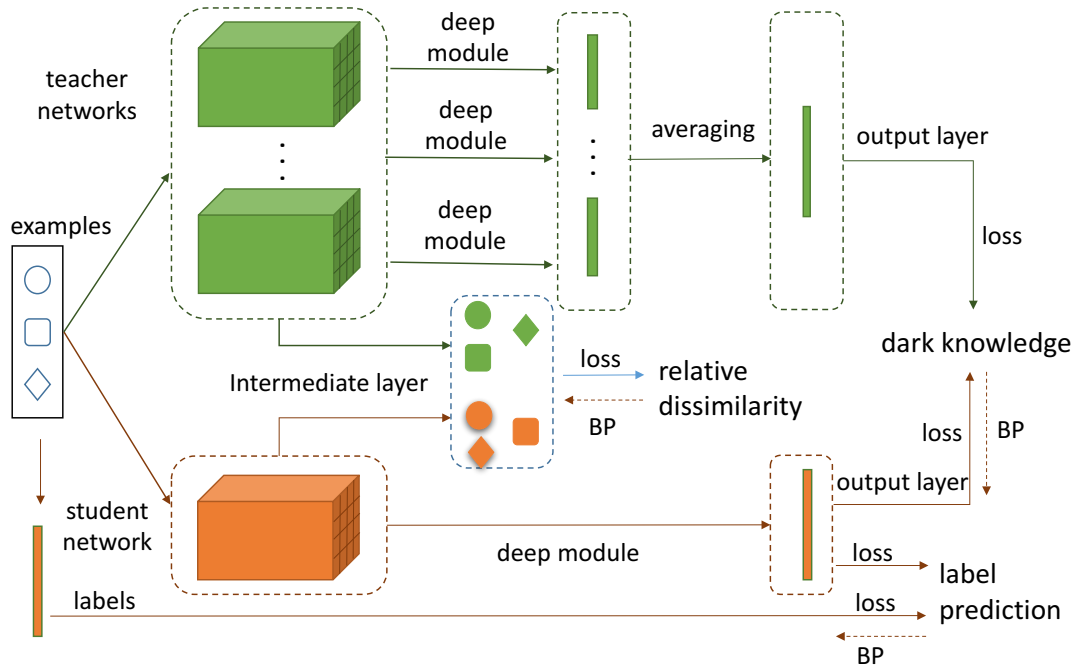 teacher
networks
deep
module
deep
module
deep
module
averaging
output layer
loss
examples
dark knowledge
Intermediate layer
loss
BP
relative
dissimilarity
loss
BP
output layer
student
network
deep module
loss
label
prediction
labels
loss
BP